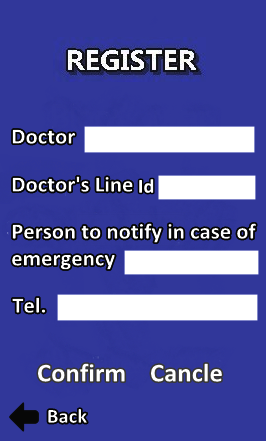 REGISTER
Doctor
Doctor's Line Id
Person to notify in case of
emergency
Tel.
Confirm Cancle
Back